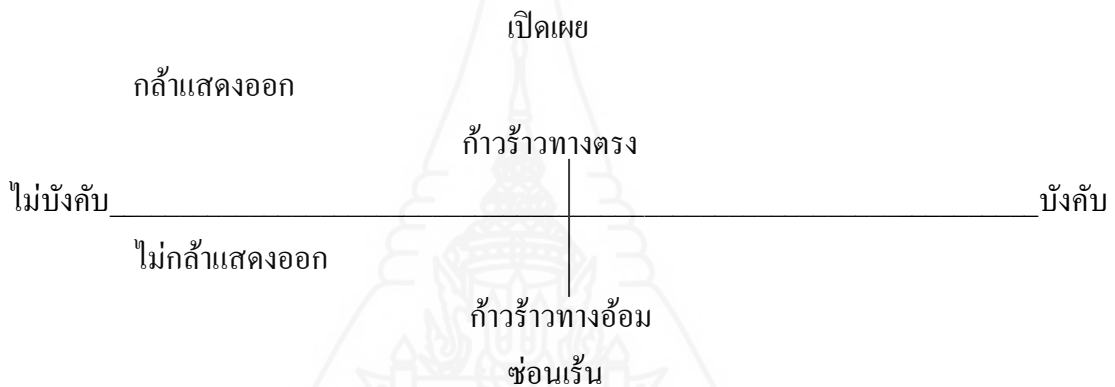 เปิดเผย
กล้าแสดงออก
ก้าวร้าวทางตรง
ไม่บังคับ บังคับ
ไม่กล้าแสดงออก
ก้าวร้าวทางอ้อม
ซ่อนเร้น